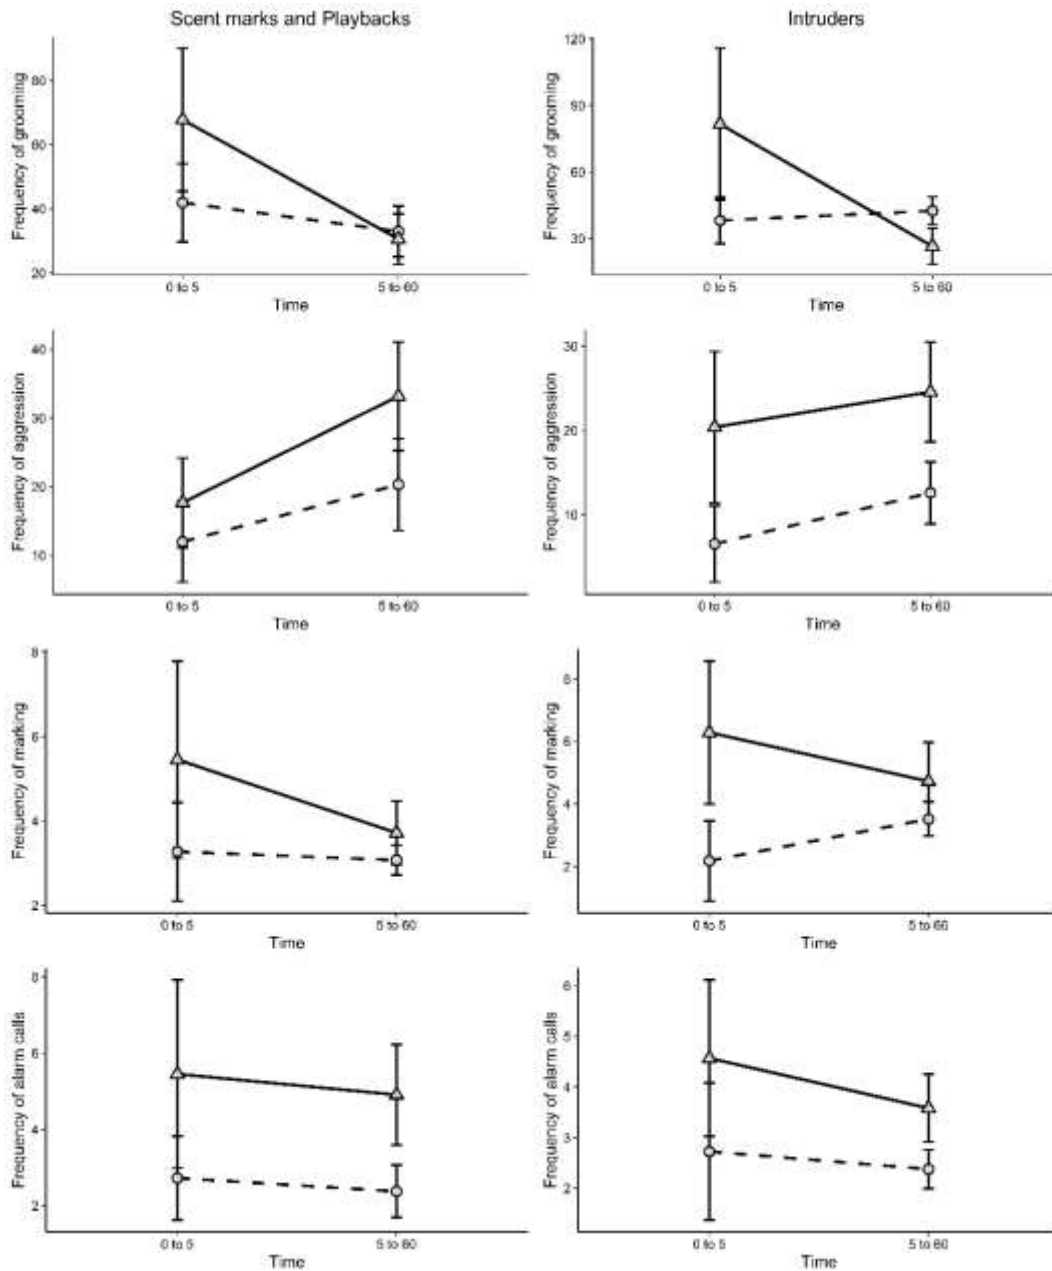 Scent marks and Playbacks
Intruders
Frequency of grooming
80
60
40
20
0 to 5
5 to 60
Time
Frequency of grooming
120
90
60
30
0 to 5
5 to 60
Time
Frequency of aggression
40
30
20
10
0 to 5
5 to 60
Time
Frequency of aggression
30
20
10
0 to 5
5 to 60
Time
Frequency of marking
8
6
4
2
0 to 5
5 to 60
Time
Frequency of marking
8
6
4
2
0 to 5
5 to 60
Time
Frequency of alarm calls
8
6
4
2
0 to 5
5 to 60
Time
Frequency of alarm calls
6
5
4
3
2
0 to 5
5 to 60
Time